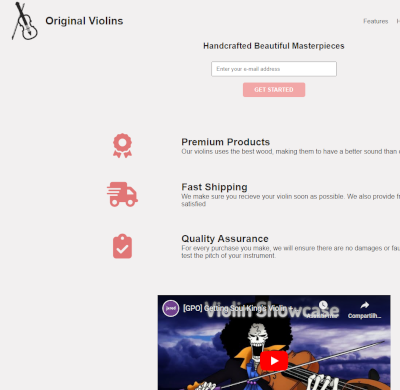 Original Violins
Features
Handcrafted Beautiful Masterpieces
Enter your e-mail address
GET STARTED
Premium Products
Our violins uses the best wood, making them to have a better sound than
Fast Shipping
We make sure you recieve your violin soon as possible. We also provide
satisfied
Quality Assurance
For every purchase you make, we will ensure there are no damages or
test the pitch of your instrument.
[GPO] Getting Soul King's Violin +
Violin Showcase
Compartilh...